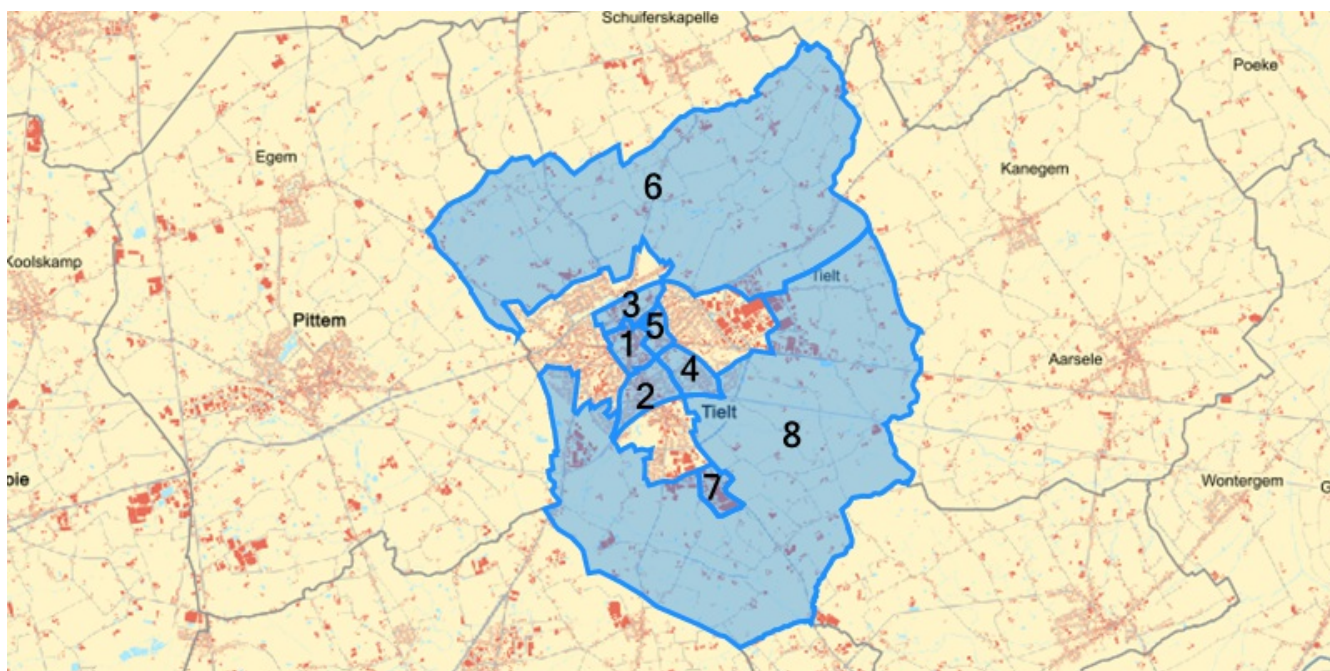 Schuiferskapelle
Poeke
Egem
Kanegem
6
Koolskamp
Tielt
3
Pittem
5
1
Aarsele
4
2
Tielt
8
oie
7
Wontergem
G